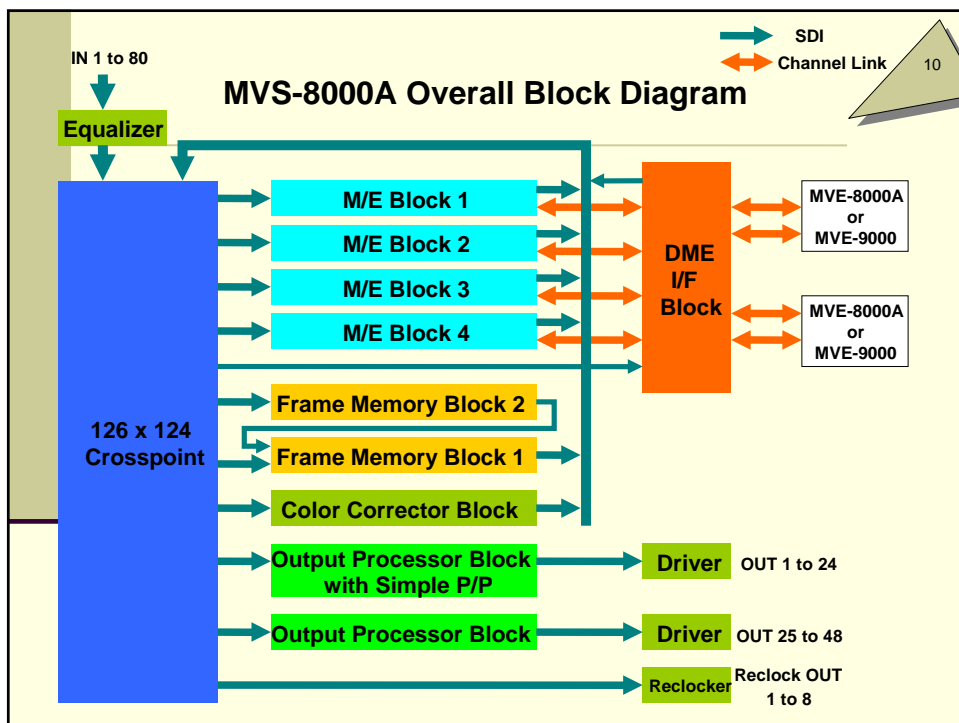 IN 1 to 80
SDI
Channel Link
10
MVS-8000A Overall Block Diagram
Equalizer
M/E Block 1
M/E Block 2
M/E Block 3
M/E Block 4
DME
I/F
Block
MVE-8000A
or
MVE-9000
MVE-8000A
or
MVE-9000
126 x 124
Crosspoint
Frame Memory Block 2
Frame Memory Block 1
Color Corrector Block
Output Processor Block
with Simple P/P
Driver
OUT 1 to 24
Output Processor Block
Driver
OUT 25 to 48
Reclocker
Reclock OUT
1 to 8